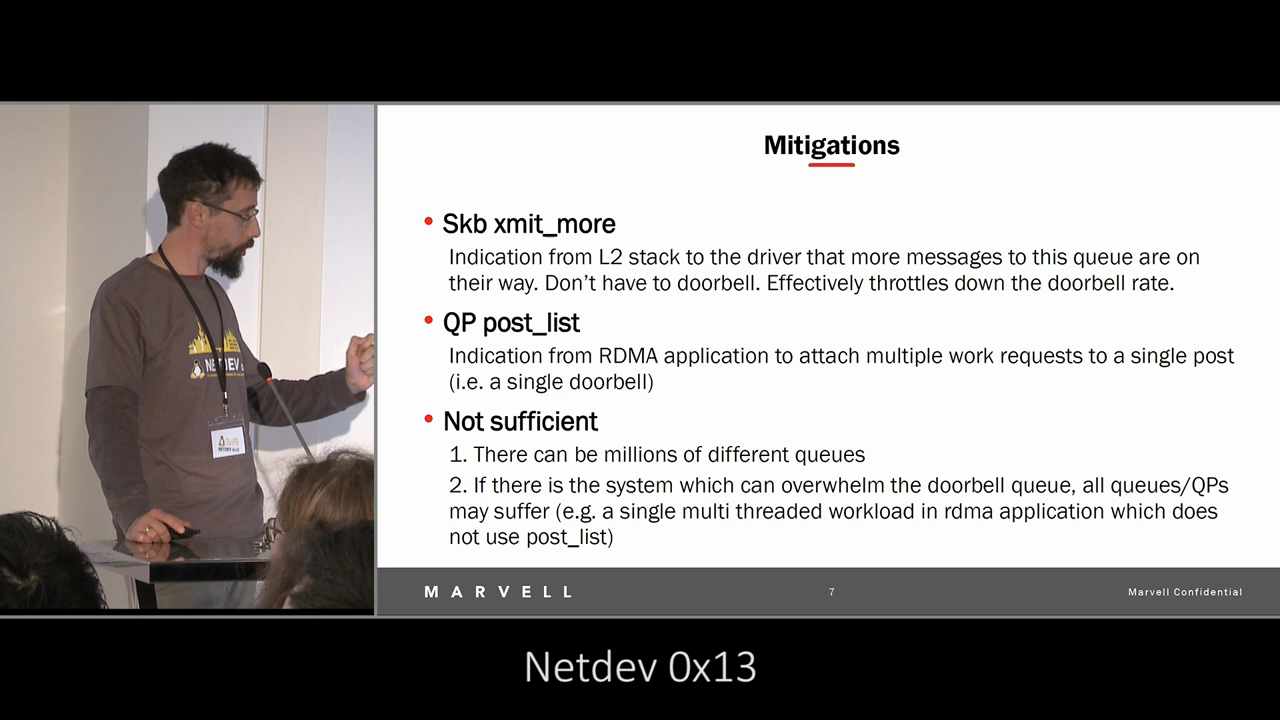 Mitigations
• Skb xmit_more
Indication from L2 stack to the driver that more messages to this queue are on
their way. Don't have to doorbell. Effectively throttles down the doorbell rate.
• QP post_list
Indication from RDMA application to attach multiple work requests to a single post
(i.e. a single doorbell)
• Not sufficient
1. There can be millions of different queues
2. If there is the system which can overwhelm the doorbell queue, all queues/QPs
may suffer (e.g. a single multi threaded workload in rdma application which does
not use post_list)
MARVELL
7
Marvell Confidential
NETDEV
Netdev 0x13